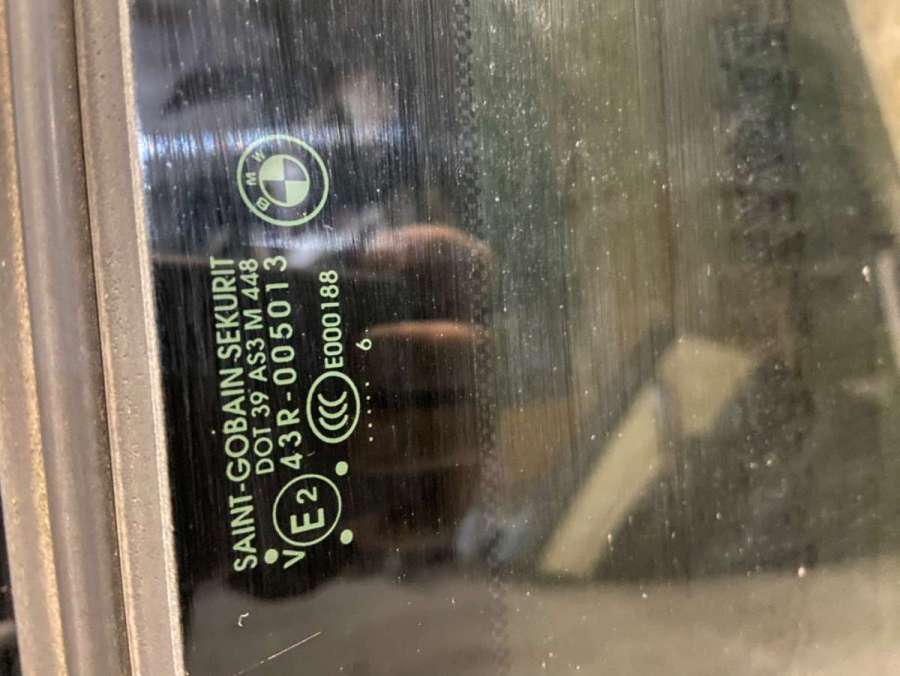 BMW
SAINT-GOBAIN SEKURIT
DOT 39 AS3 M 448
V E2 43R-005013
CCC E000188
..... 6